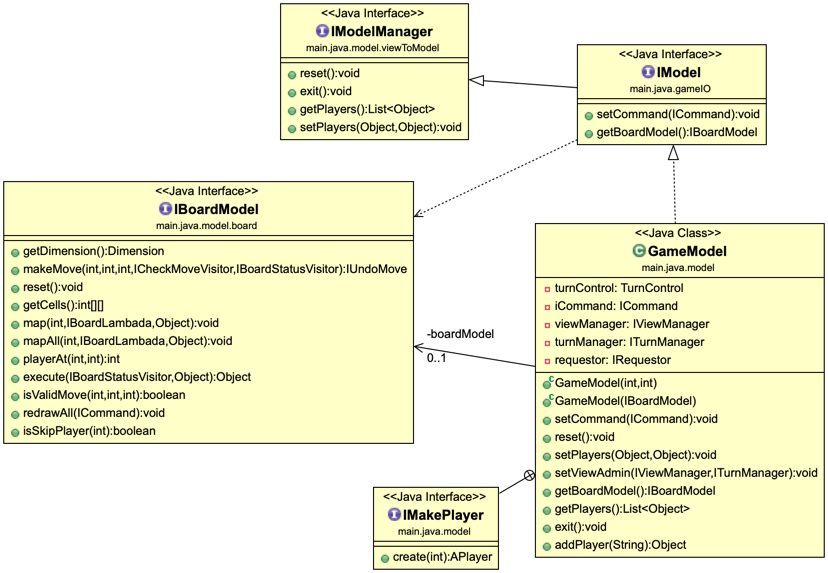 <<Java Interface>>
IModelManager
main.java.model.viewToModel
reset():void
exit():void
getPlayers():List<Object>
setPlayers(Object,Object):void
<<Java Interface>>
IModel
main.java.gameIO
setCommand(ICommand):void
getBoardModel():IBoardModel
<<Java Interface>>
IBoardModel
main.java.model.board
getDimension():Dimension
makeMove(int,int,int,ICheckMoveVisitor,IBoardStatusVisitor):IUndoMove
reset():void
getCells():int[][]
map(int,IBoardLambada,Object):void
mapAll(int,IBoardLambada,Object):void
playerAt(int,int):int
execute(IBoardStatusVisitor,Object):Object
isValidMove(int,int,int):boolean
redrawAll(ICommand):void
isSkipPlayer(int):boolean
-boardModel
0..1
<<Java Class>>
GameModel
main.java.model
turnControl: TurnControl
iCommand: ICommand
viewManager: IViewManager
turnManager: ITurnManager
requestor: IRequestor
GameModel(int,int)
GameModel(IBoardModel)
setCommand(ICommand):void
reset():void
setPlayers(Object,Object):void
setViewAdmin(IViewManager,ITurnManager):void
getBoardModel():IBoardModel
getPlayers():List<Object>
exit():void
addPlayer(String):Object
<<Java Interface>>
IMakePlayer
main.java.model
create(int):APlayer